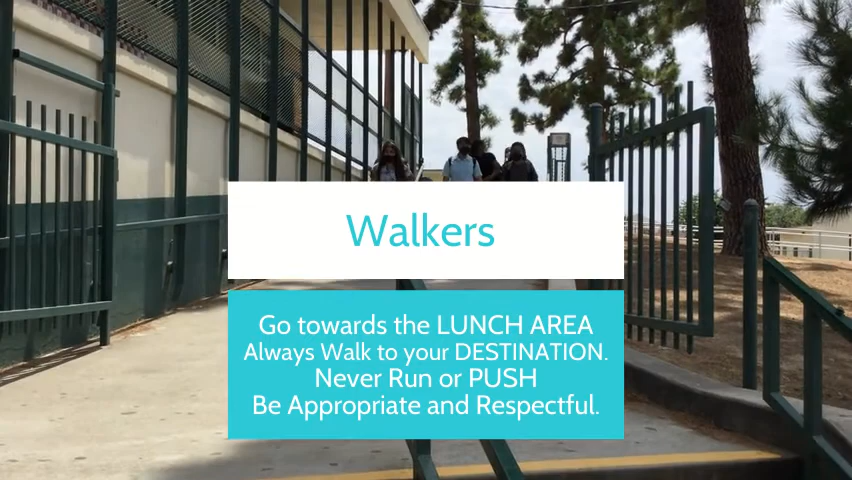 Walkers
Go towards the LUNCH AREA
Always Walk to your DESTINATION.
Never Run or PUSH
Be Appropriate and Respectful.